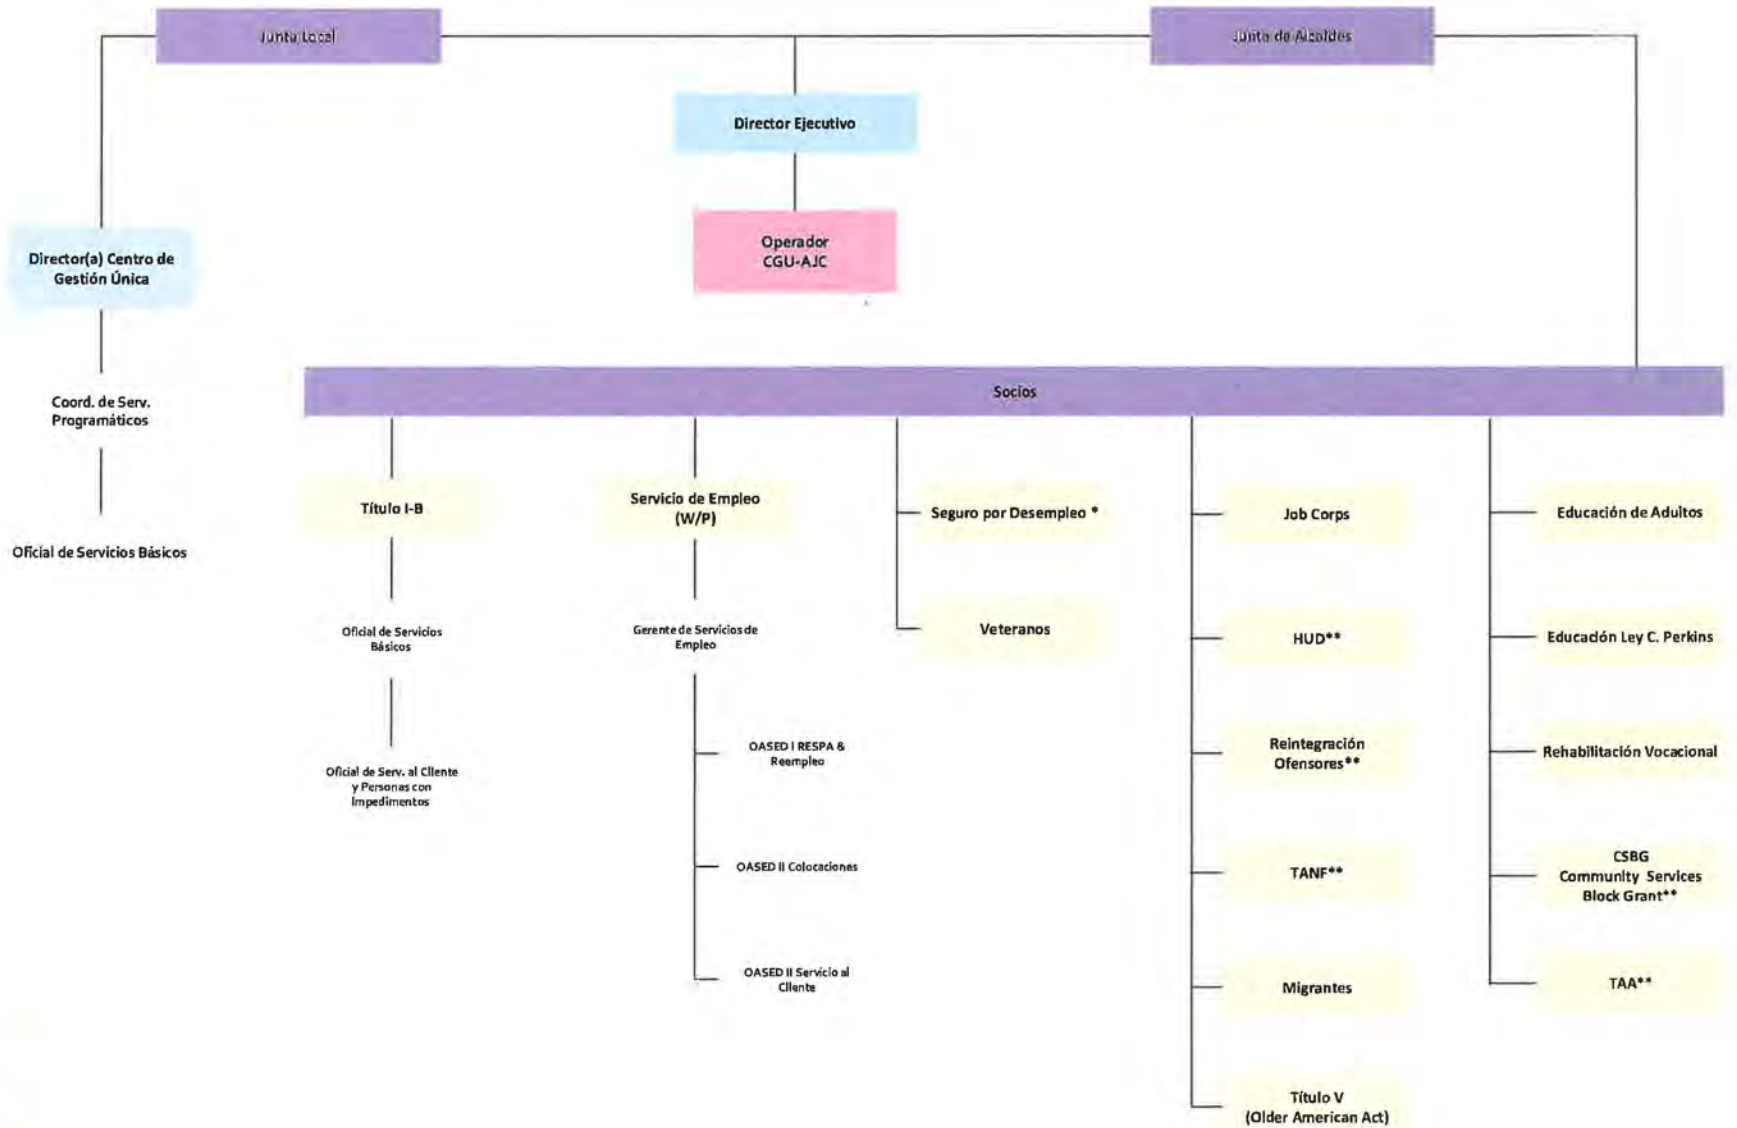 Junta Local
Junta de Alcaldes
Director Ejecutivo
Operador
CGU-AJC
Director(a) Centro de
Gestión Única
Coord. de Serv.
Programáticos
Oficial de Servicios Básicos
Socios
Título I-B
Oficial de Servicios
Básicos
Oficial de Serv. al Cliente
y Personas con
Impedimentos
Servicio de Empleo
(W/P)
Gerente de Servicios de
Empleo
OASED I RESPA &
Reempleo
OASED II Colocaciones
OASED II Servicio al
Cliente
Seguro por Desempleo *
Veteranos
Job Corps
HUD**
Reintegración
Ofensores**
TANF**
Migrantes
Título V
(Older American Act)
Educación de Adultos
Educación Ley C. Perkins
Rehabilitación Vocacional
CSBG
Community Services
Block Grant**
TAA**